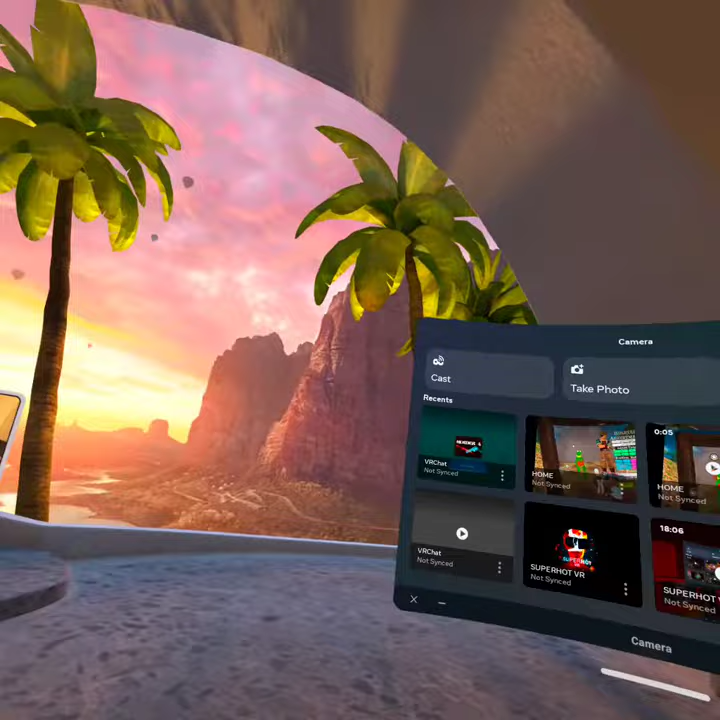 Camera
Cast
Take Photo
Recents
VRChat
Not Synced
HOME
Not Synced
0:05
HOME
Not Synced
VRChat
Not Synced
SUPERHOT VR
Not Synced
18:06
SUPERHOT V
Not Synced
Camera